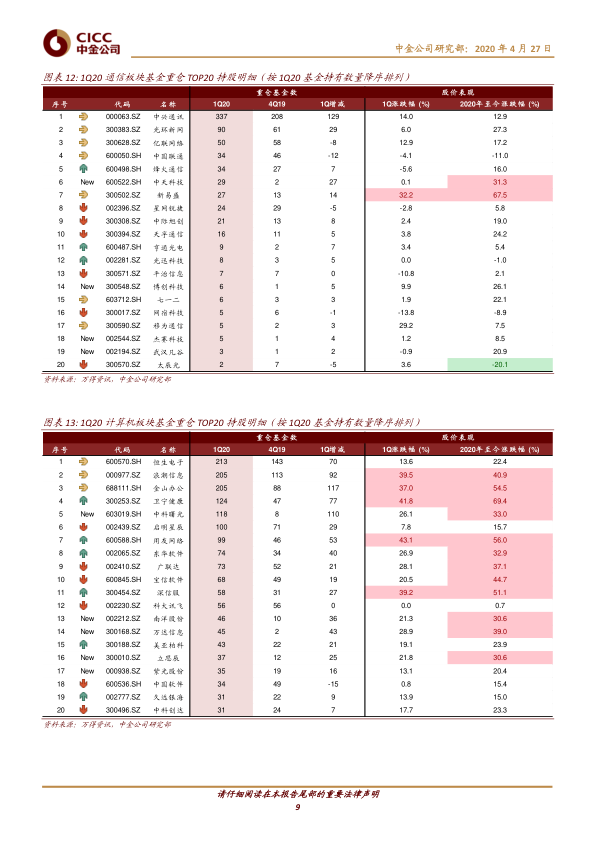 CICC
中金公司
中金公司研究部：2020 年 4 月 27 日
图表 12: 1Q20 通信板块基金重仓 TOP20 持股明细（按 1Q20 基金持有数量降序排列）
重仓基金数 股价表现
序号 代码 名称 1Q20 4Q19 1Q增减 1Q涨跌幅 (%) 2020年至今涨跌幅 (%)
1 000063.SZ 中兴通讯 337 208 129 14.0 12.9
2 300383.SZ 光环新网 90 61 29 6.0 27.3
3 300628.SZ 亿联网络 50 58 -8 12.9 17.2
4 600050.SH 中国联通 34 46 -12 -4.1 -11.0
5 600498.SH 烽火通信 34 27 7 -5.6 16.0
6 New 600522.SH 中天科技 29 2 27 0.1 31.3
7 300502.SZ 新易盛 27 13 14 32.2 67.5
8 002396.SZ 星网锐捷 24 29 -5 -2.8 5.8
9 300308.SZ 中际旭创 21 13 8 2.4 19.0
10 300394.SZ 天孚通信 16 11 5 3.8 24.2
11 600487.SH 亨通光电 9 2 7 3.4 5.4
12 002281.SZ 光迅科技 8 3 5 0.0 -1.0
13 300571.SZ 平治信息 7 7 0 -10.8 2.1
14 New 300548.SZ 博创科技 6 1 5 9.9 26.1
15 603712.SH 七一二 6 3 3 1.9 22.1
16 300017.SZ 网宿科技 5 6 -1 -13.8 -8.9
17 300590.SZ 移为通信 5 2 3 29.2 7.5
18 New 002544.SZ 杰赛科技 5 1 4 1.2 8.5
19 New 002194.SZ 武汉凡谷 3 1 2 -0.9 20.9
20 300570.SZ 太辰光 2 7 -5 3.6 -20.1
资料来源：万得资讯，中金公司研究部
图表 13: 1Q20 计算机板块基金重仓 TOP20 持股明细（按 1Q20 基金持有数量降序排列）
重仓基金数 股价表现
序号 代码 名称 1Q20 4Q19 1Q增减 1Q涨跌幅 (%) 2020年至今涨跌幅 (%)
1 600570.SH 恒生电子 213 143 70 13.6 22.4
2 000977.SZ 浪潮信息 205 113 92 39.5 40.9
3 688111.SH 金山办公 205 88 117 37.0 54.5
4 300253.SZ 卫宁健康 124 47 77 41.8 69.4
5 New 603019.SH 中科曙光 118 8 110 26.1 33.0
6 002439.SZ 启明星辰 100 71 29 7.8 15.7
7 600588.SH 用友网络 99 46 53 43.1 56.0
8 002065.SZ 东华软件 74 34 40 26.9 32.9
9 002410.SZ 广联达 73 52 21 28.1 37.1
10 600845.SH 宝信软件 68 49 19 20.5 44.7
11 300454.SZ 深信服 58 31 27 39.2 51.1
12 002230.SZ 科大讯飞 56 56 0 0.0 0.7
13 New 002212.SZ 南洋股份 46 10 36 21.3 30.6
14 New 300168.SZ 万达信息 45 2 43 28.9 39.0
15 300188.SZ 美亚柏科 43 22 21 19.1 23.9
16 New 300010.SZ 立思辰 37 12 25 21.8 30.6
17 New 000938.SZ 紫光股份 35 19 16 13.1 20.4
18 600536.SH 中国软件 34 49 -15 0.8 15.4
19 002777.SZ 久远银海 31 22 9 13.9 15.0
20 300496.SZ 中科创达 31 24 7 17.7 23.3
资料来源：万得资讯，中金公司研究部
请仔细阅读在本报告尾部的重要法律声明
9